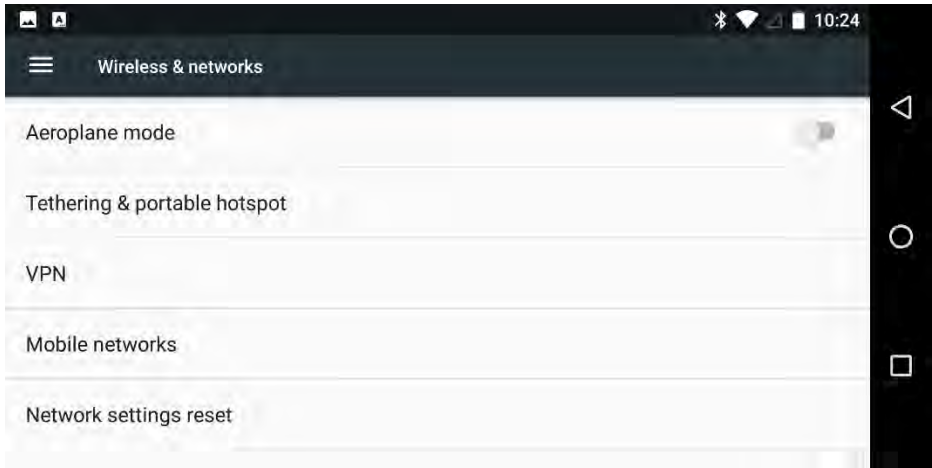 10:24
Wireless & networks
Aeroplane mode
Tethering & portable hotspot
VPN
Mobile networks
Network settings reset